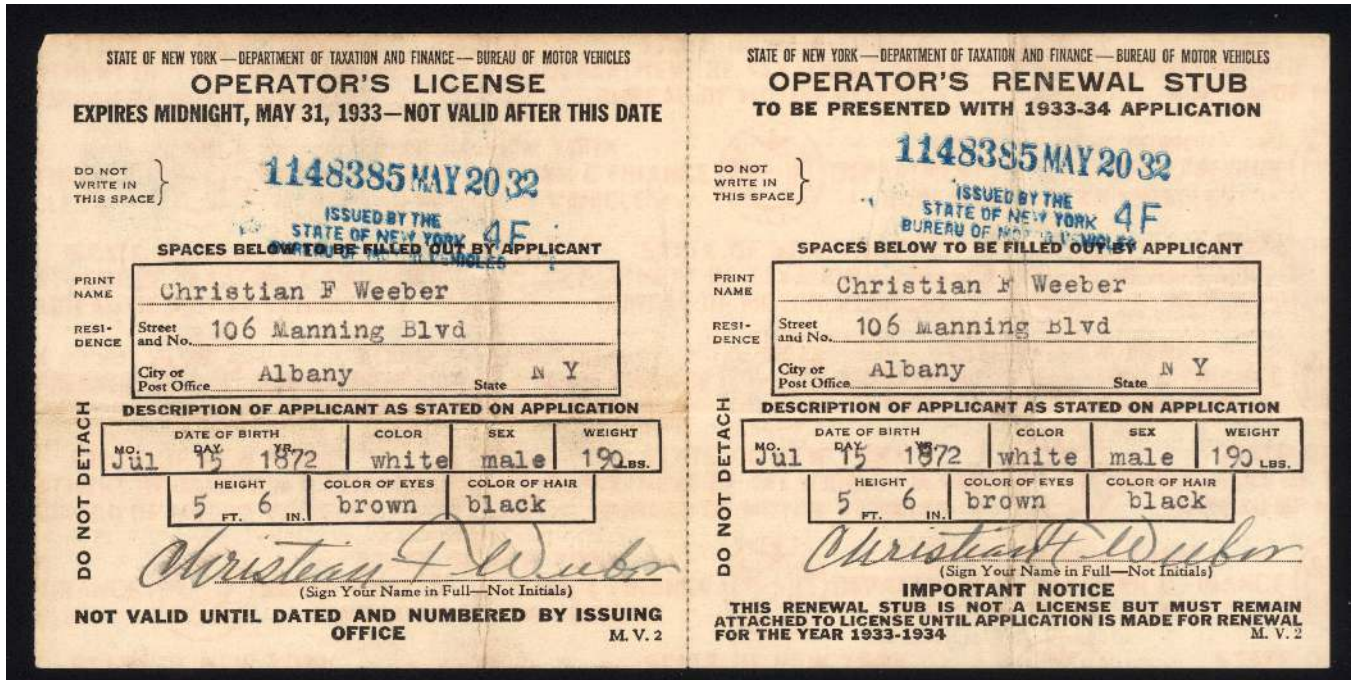 STATE OF NEW YORK — DEPARTMENT OF TAXATION AND FINANCE — BUREAU OF MOTOR VEHICLES
OPERATOR'S LICENSE
EXPIRES MIDNIGHT, MAY 31, 1933—NOT VALID AFTER THIS DATE
DO NOT
WRITE IN
THIS SPACE
1148385 MAY 20 32
ISSUED BY THE
STATE OF NEW YORK 4F
BUREAU OF MOTOR VEHICLES
SPACES BELOW TO BE FILLED OUT BY APPLICANT
PRINT
NAME
Christian F Weeber
RESI-
DENCE
Street
and No. 106 Manning Blvd
City or
Post Office Albany State N Y
DO NOT DETACH
DESCRIPTION OF APPLICANT AS STATED ON APPLICATION
DATE OF BIRTH COLOR SEX WEIGHT
MO. DAY YR.
Jul 15 1872 white male 190 LBS.
HEIGHT COLOR OF EYES COLOR OF HAIR
5 FT. 6 IN. brown black
Christian F Weeber
(Sign Your Name in Full—Not Initials)
NOT VALID UNTIL DATED AND NUMBERED BY ISSUING
OFFICE M. V. 2
STATE OF NEW YORK — DEPARTMENT OF TAXATION AND FINANCE — BUREAU OF MOTOR VEHICLES
OPERATOR'S RENEWAL STUB
TO BE PRESENTED WITH 1933-34 APPLICATION
DO NOT
WRITE IN
THIS SPACE
1148385 MAY 20 32
ISSUED BY THE
STATE OF NEW YORK 4F
BUREAU OF MOTOR VEHICLES
SPACES BELOW TO BE FILLED OUT BY APPLICANT
PRINT
NAME
Christian F Weeber
RESI-
DENCE
Street
and No. 106 Manning Blvd
City or
Post Office Albany State N Y
DO NOT DETACH
DESCRIPTION OF APPLICANT AS STATED ON APPLICATION
DATE OF BIRTH COLOR SEX WEIGHT
MO. DAY YR.
Jul 15 1872 white male 190 LBS.
HEIGHT COLOR OF EYES COLOR OF HAIR
5 FT. 6 IN. brown black
Christian F Weeber
(Sign Your Name in Full—Not Initials)
IMPORTANT NOTICE
THIS RENEWAL STUB IS NOT A LICENSE BUT MUST REMAIN
ATTACHED TO LICENSE UNTIL APPLICATION IS MADE FOR RENEWAL
FOR THE YEAR 1933-1934 M. V. 2